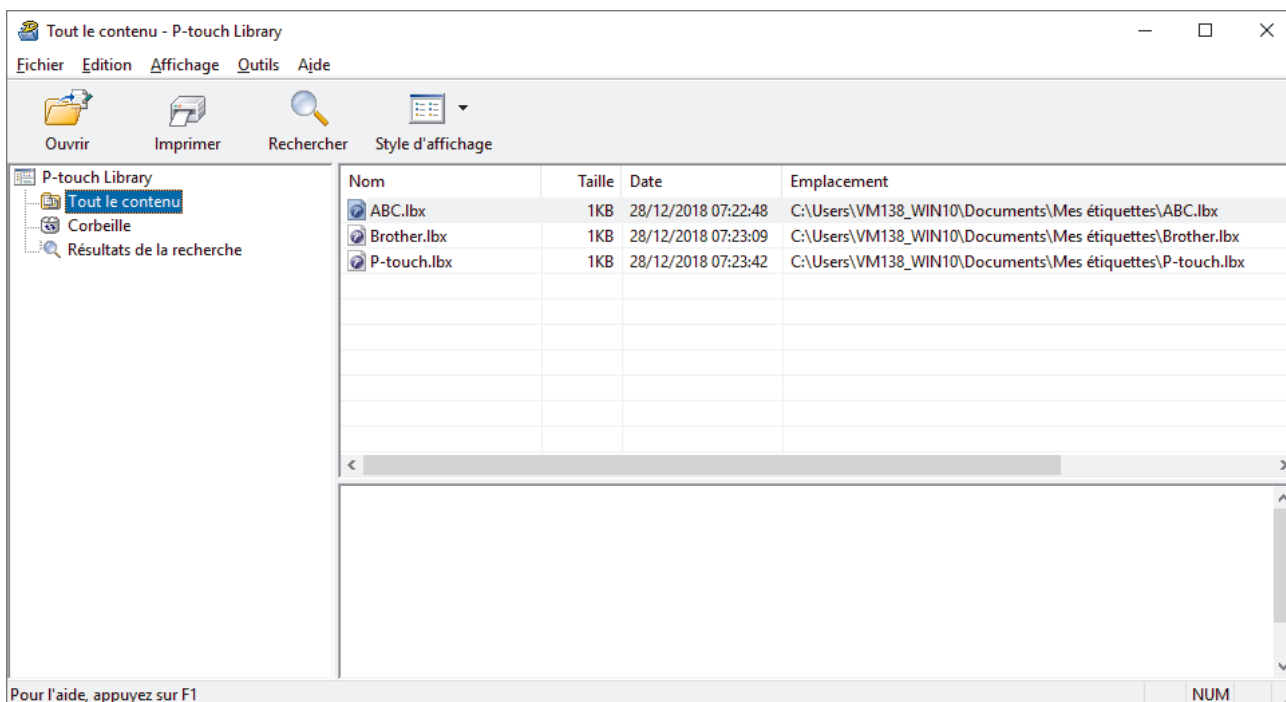 Tout le contenu - P-touch Library
Fichier Edition Affichage Outils Aide
Ouvrir Imprimer Rechercher Style d'affichage
P-touch Library
Tout le contenu
Corbeille
Résultats de la recherche
Nom Taille Date Emplacement
ABC.lbx 1KB 28/12/2018 07:22:48 C:\Users\VM138_WIN10\Documents\Mes étiquettes\ABC.lbx
Brother.lbx 1KB 28/12/2018 07:23:09 C:\Users\VM138_WIN10\Documents\Mes étiquettes\Brother.lbx
P-touch.lbx 1KB 28/12/2018 07:23:42 C:\Users\VM138_WIN10\Documents\Mes étiquettes\P-touch.lbx
Pour l'aide, appuyez sur F1 NUM